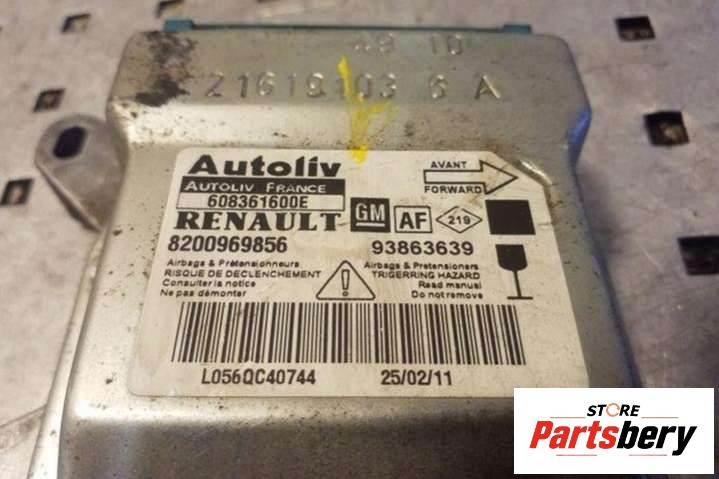 49 10
21619103 6 A
Autoliv
AUTOLIV FRANCE
608361600E
AVANT
FORWARD
RENAULT GM AF 219
8200969856 93863639
Airbags & Prétensionneurs
RISQUE DE DECLENCHEMENT
Consulter la notice
Ne pas démonter
Airbags & Pretensioners
TRIGERRING HAZARD
Read manual
Do not remove
L056QC40744 25/02/11
STORE
Partsbery